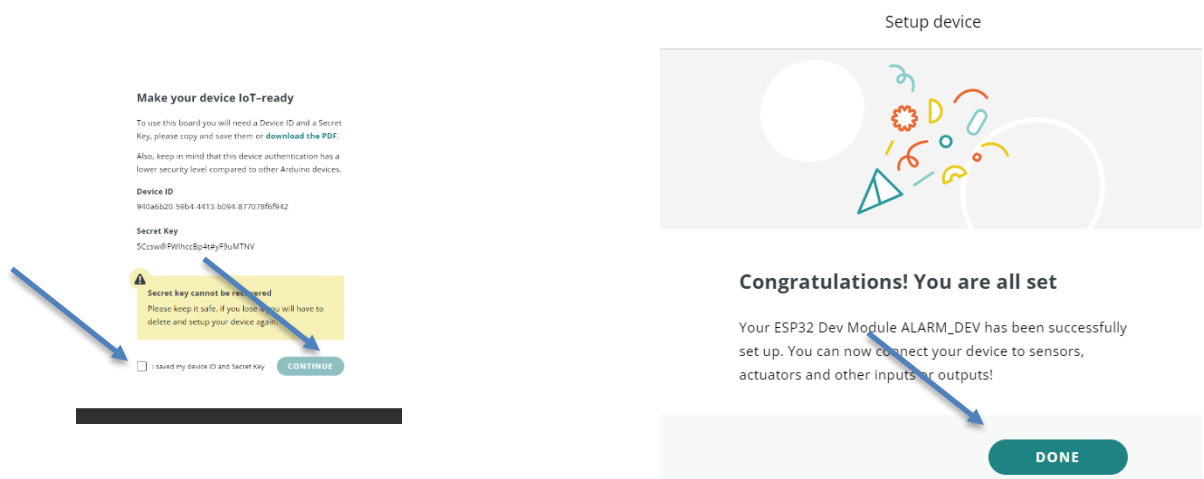 Make your device IoT–ready
To use this board you will need a Device ID and a Secret
Key, please copy and save them or download the PDF.
Also, keep in mind that this device authentication has a
lower security level compared to other Arduino devices.
Device ID
940a6b20-59b4-4413-b094-877078f6f942
Secret Key
5Ccsw@FWIhccBp4t#yF9uMTNV
Secret key cannot be recovered
Please keep it safe, if you lose it you will have to
delete and setup your device again.
I saved my device ID and Secret Key
CONTINUE
Setup device
Congratulations! You are all set
Your ESP32 Dev Module ALARM_DEV has been successfully
set up. You can now connect your device to sensors,
actuators and other inputs or outputs!
DONE